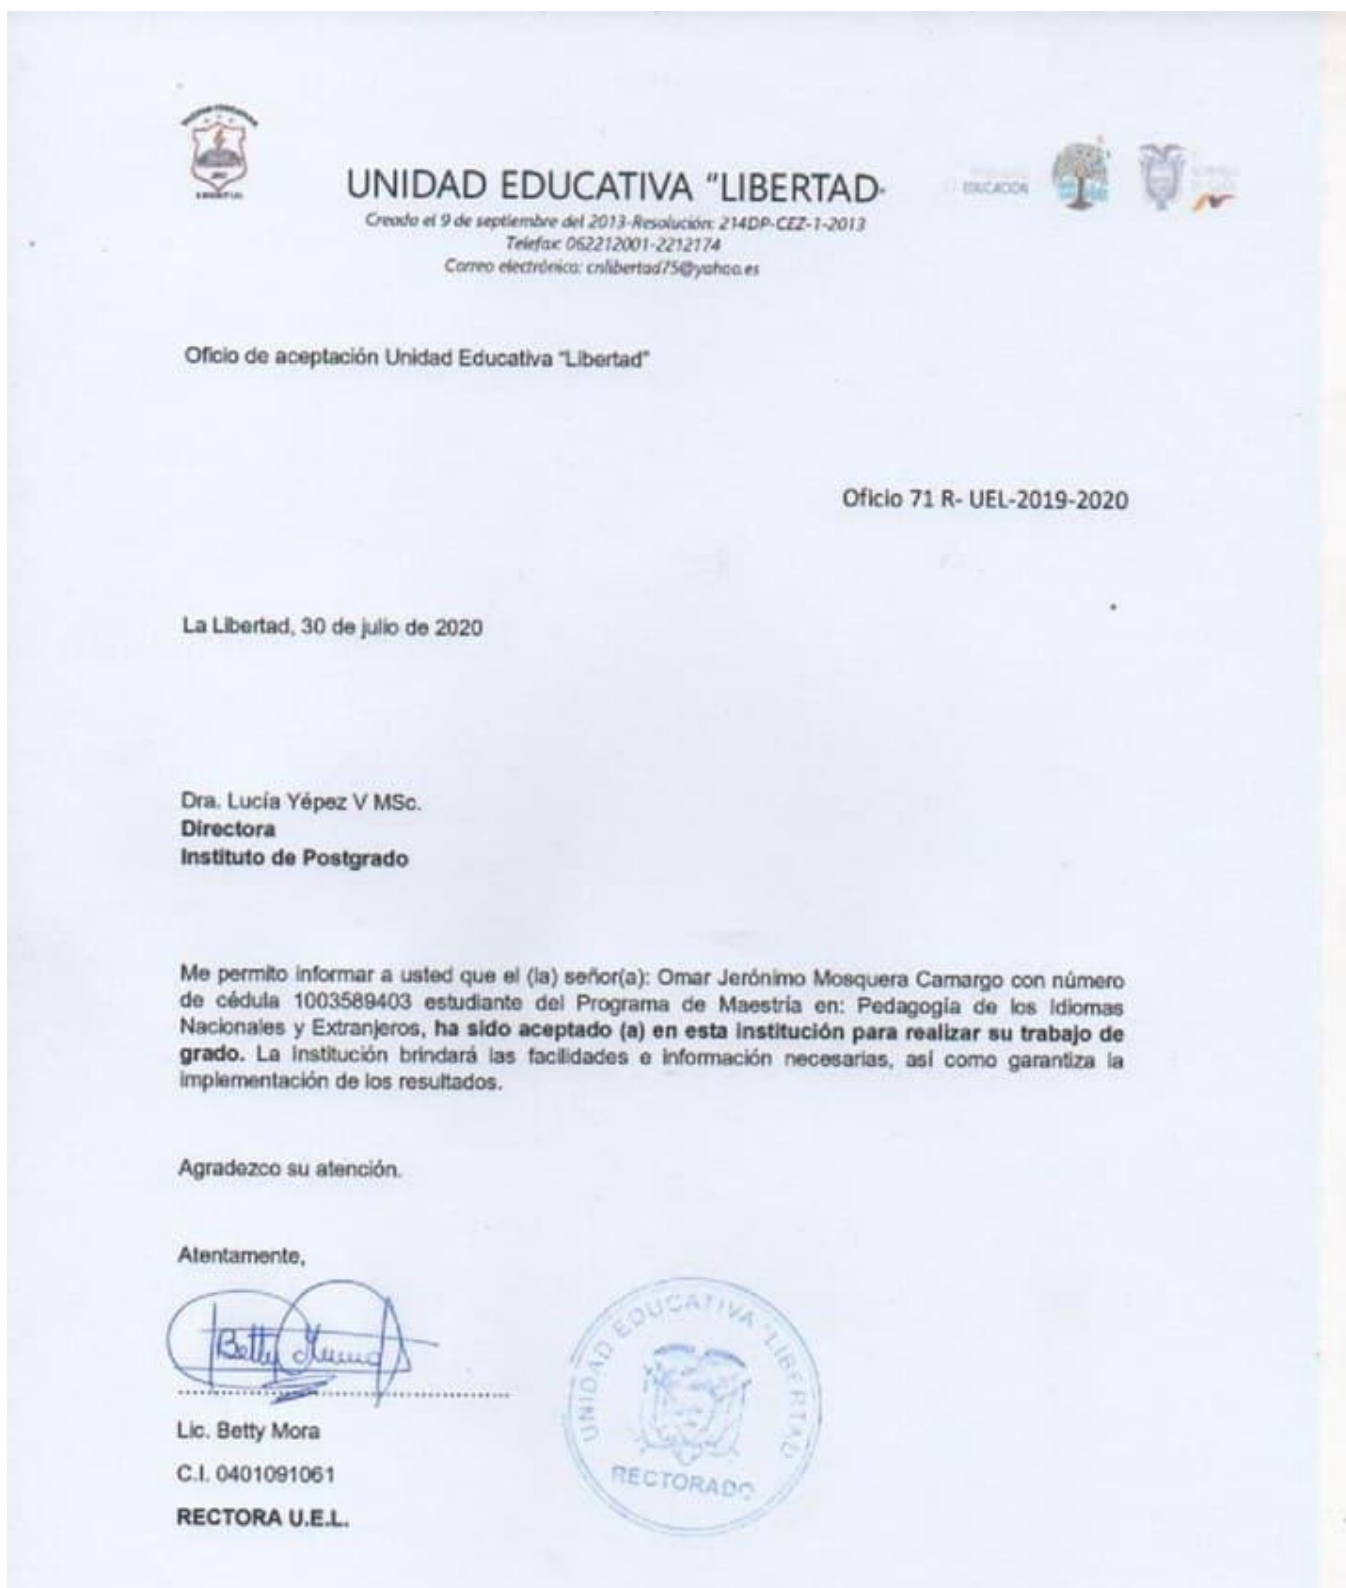 UNIDAD EDUCATIVA "LIBERTAD"
Creada el 9 de septiembre del 2013-Resolución: 214DP-CEZ-1-2013
Telefax: 062212001-2212174
Correo electrónico: cnlibertad75@yahoo.es
EDUCACIÓN
Oficio de aceptación Unidad Educativa "Libertad"
Oficio 71 R- UEL-2019-2020
La Libertad, 30 de julio de 2020
Dra. Lucía Yépez V MSc.
Directora
Instituto de Postgrado
Me permito informar a usted que el (la) señor(a): Omar Jerónimo Mosquera Camargo con número
de cédula 1003589403 estudiante del Programa de Maestría en: Pedagogía de los Idiomas
Nacionales y Extranjeros, ha sido aceptado (a) en esta institución para realizar su trabajo de
grado. La institución brindará las facilidades e información necesarias, así como garantiza la
implementación de los resultados.
Agradezco su atención.
Atentamente,
Betty
Lic. Betty Mora
C.I. 0401091061
RECTORA U.E.L.
UNIDAD EDUCATIVA "LIBERTAD
RECTORADO